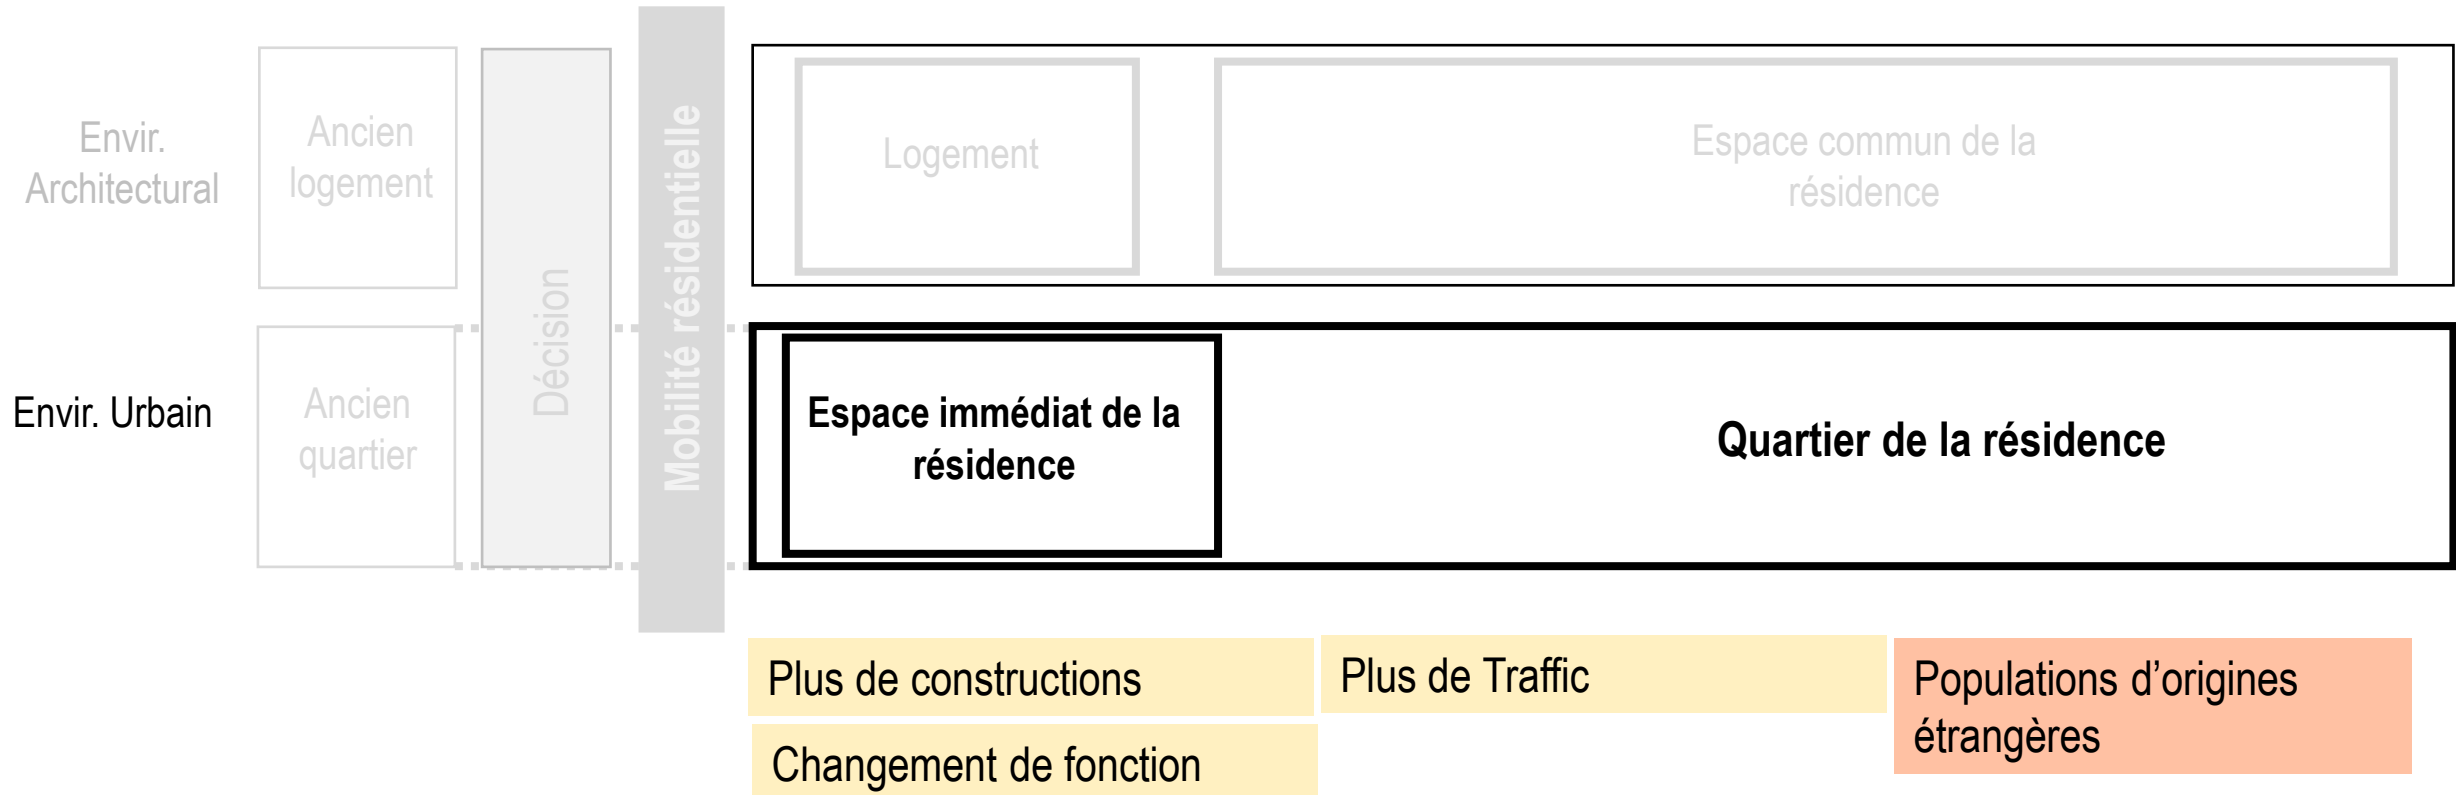 Envir.
Architectural
Ancien
logement
Décision
Mobilité résidentielle
Logement
Espace commun de la
résidence
Envir. Urbain
Ancien
quartier
Espace immédiat de la
résidence
Quartier de la résidence
Plus de constructions
Plus de Traffic
Populations d’origines
étrangères
Changement de fonction